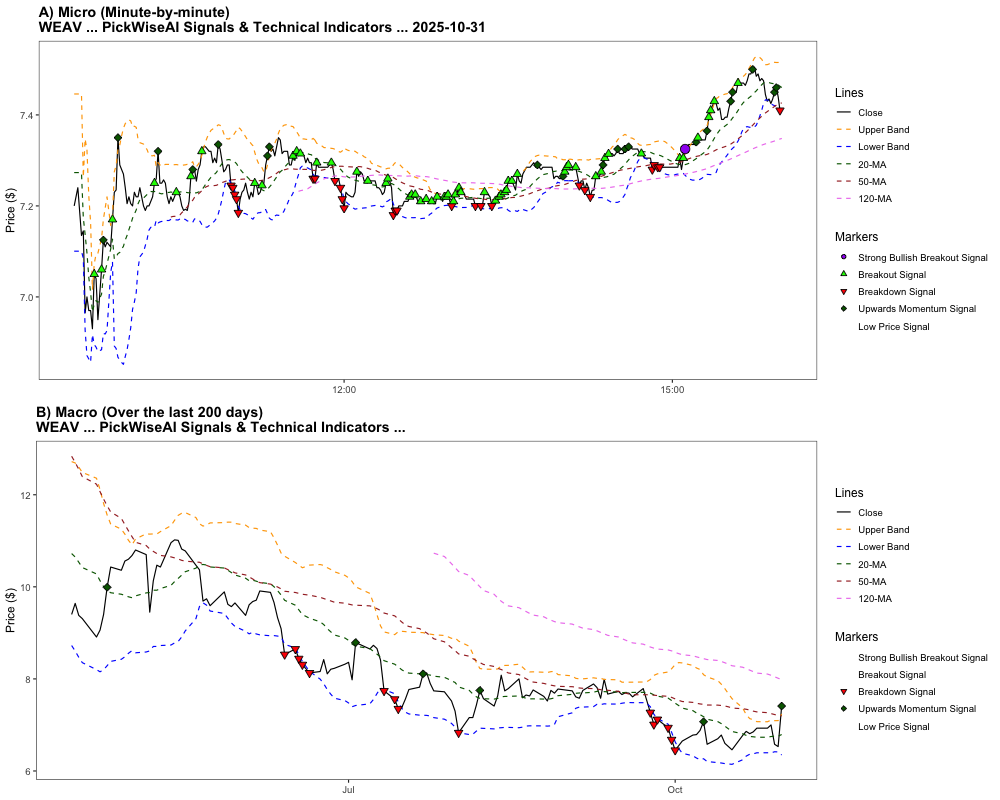 A) Micro (Minute-by-minute)
WEAV ... PickWiseAI Signals & Technical Indicators ... 2025-10-31
Price ($)
7.4
7.2
7.0
12:00
15:00
Lines
Close
Upper Band
Lower Band
20-MA
50-MA
120-MA
Markers
Strong Bullish Breakout Signal
Breakout Signal
Breakdown Signal
Upwards Momentum Signal
Low Price Signal
B) Macro (Over the last 200 days)
WEAV ... PickWiseAI Signals & Technical Indicators ...
Price ($)
12
10
8
6
Jul
Oct
Lines
Close
Upper Band
Lower Band
20-MA
50-MA
120-MA
Markers
Strong Bullish Breakout Signal
Breakout Signal
Breakdown Signal
Upwards Momentum Signal
Low Price Signal